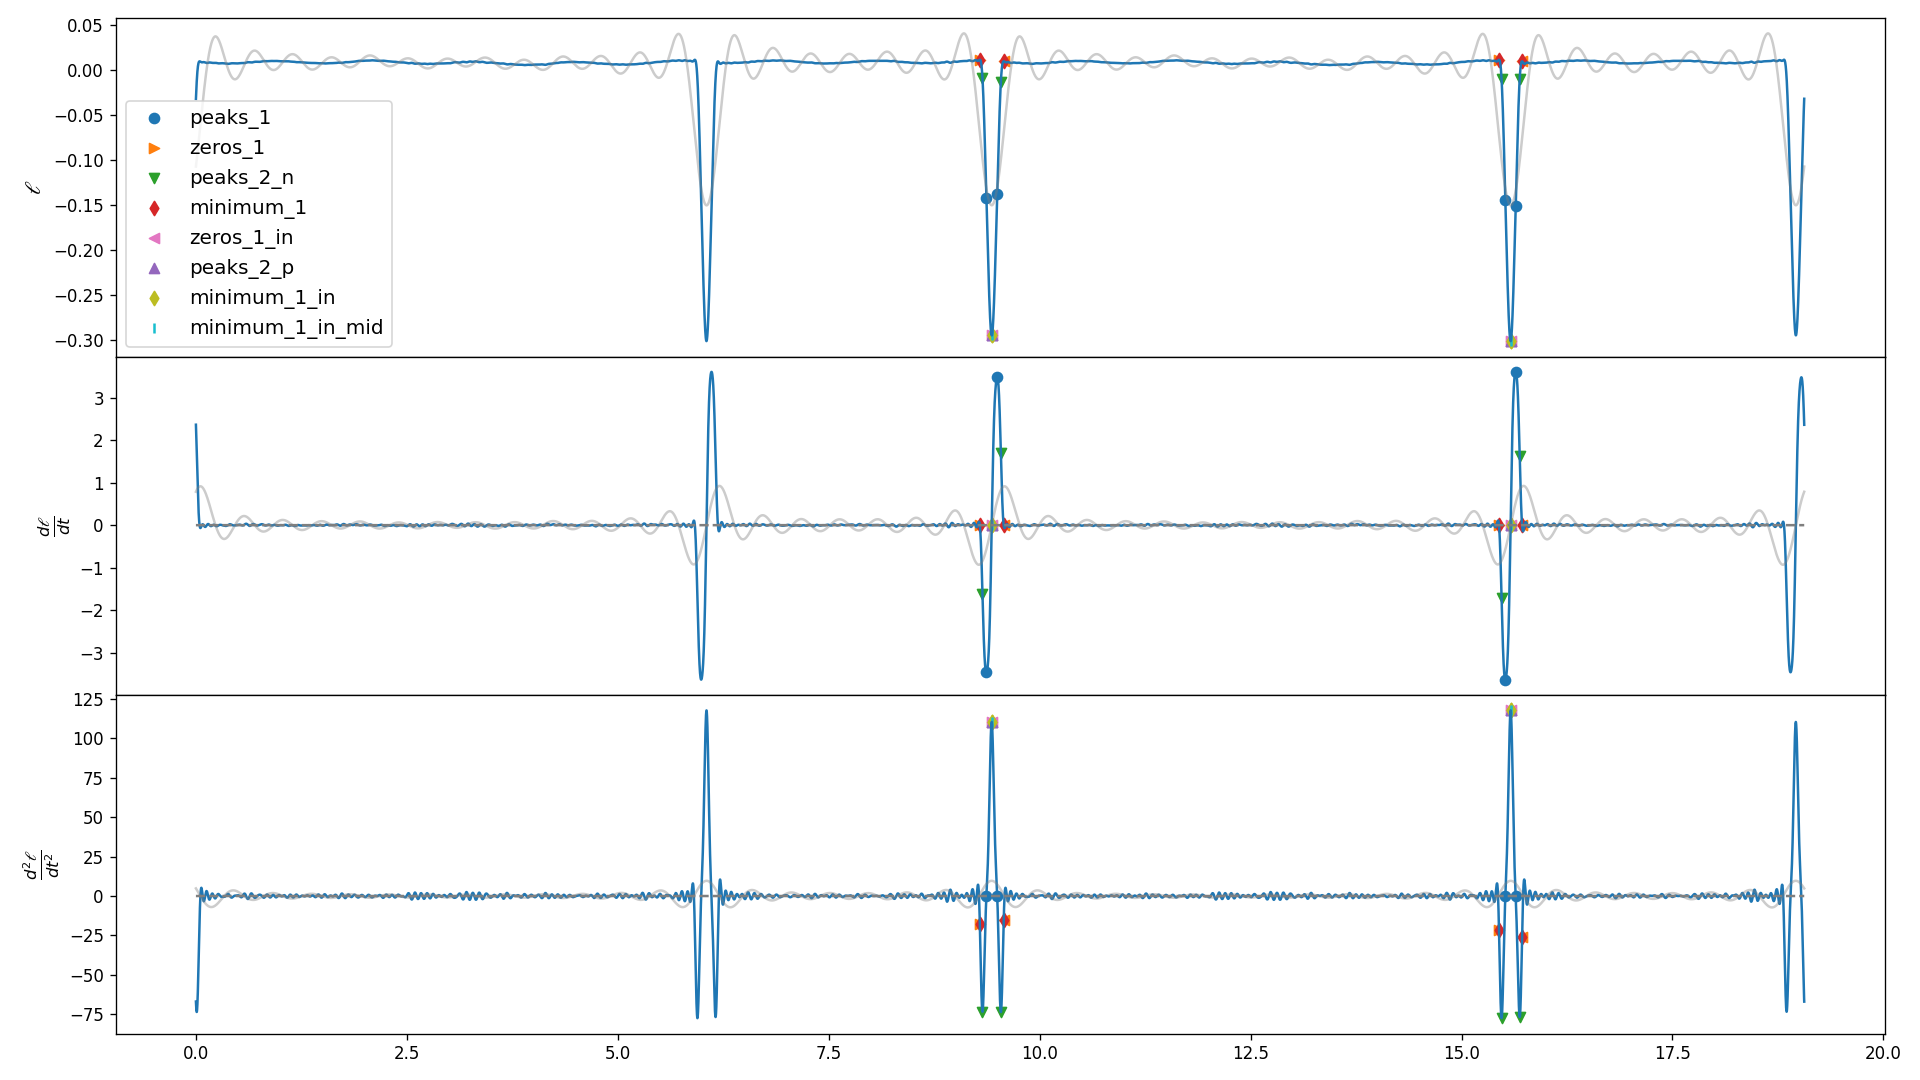 0.05
0.00
−0.05
−0.10
−0.15
−0.20
−0.25
−0.30
ℓ
peaks_1
zeros_1
peaks_2_n
minimum_1
zeros_1_in
peaks_2_p
minimum_1_in
minimum_1_in_mid
3
2
1
0
−1
−2
−3
dℓ
dt
125
100
75
50
25
0
−25
−50
−75
d²ℓ
dt²
0.0 2.5 5.0 7.5 10.0 12.5 15.0 17.5 20.0